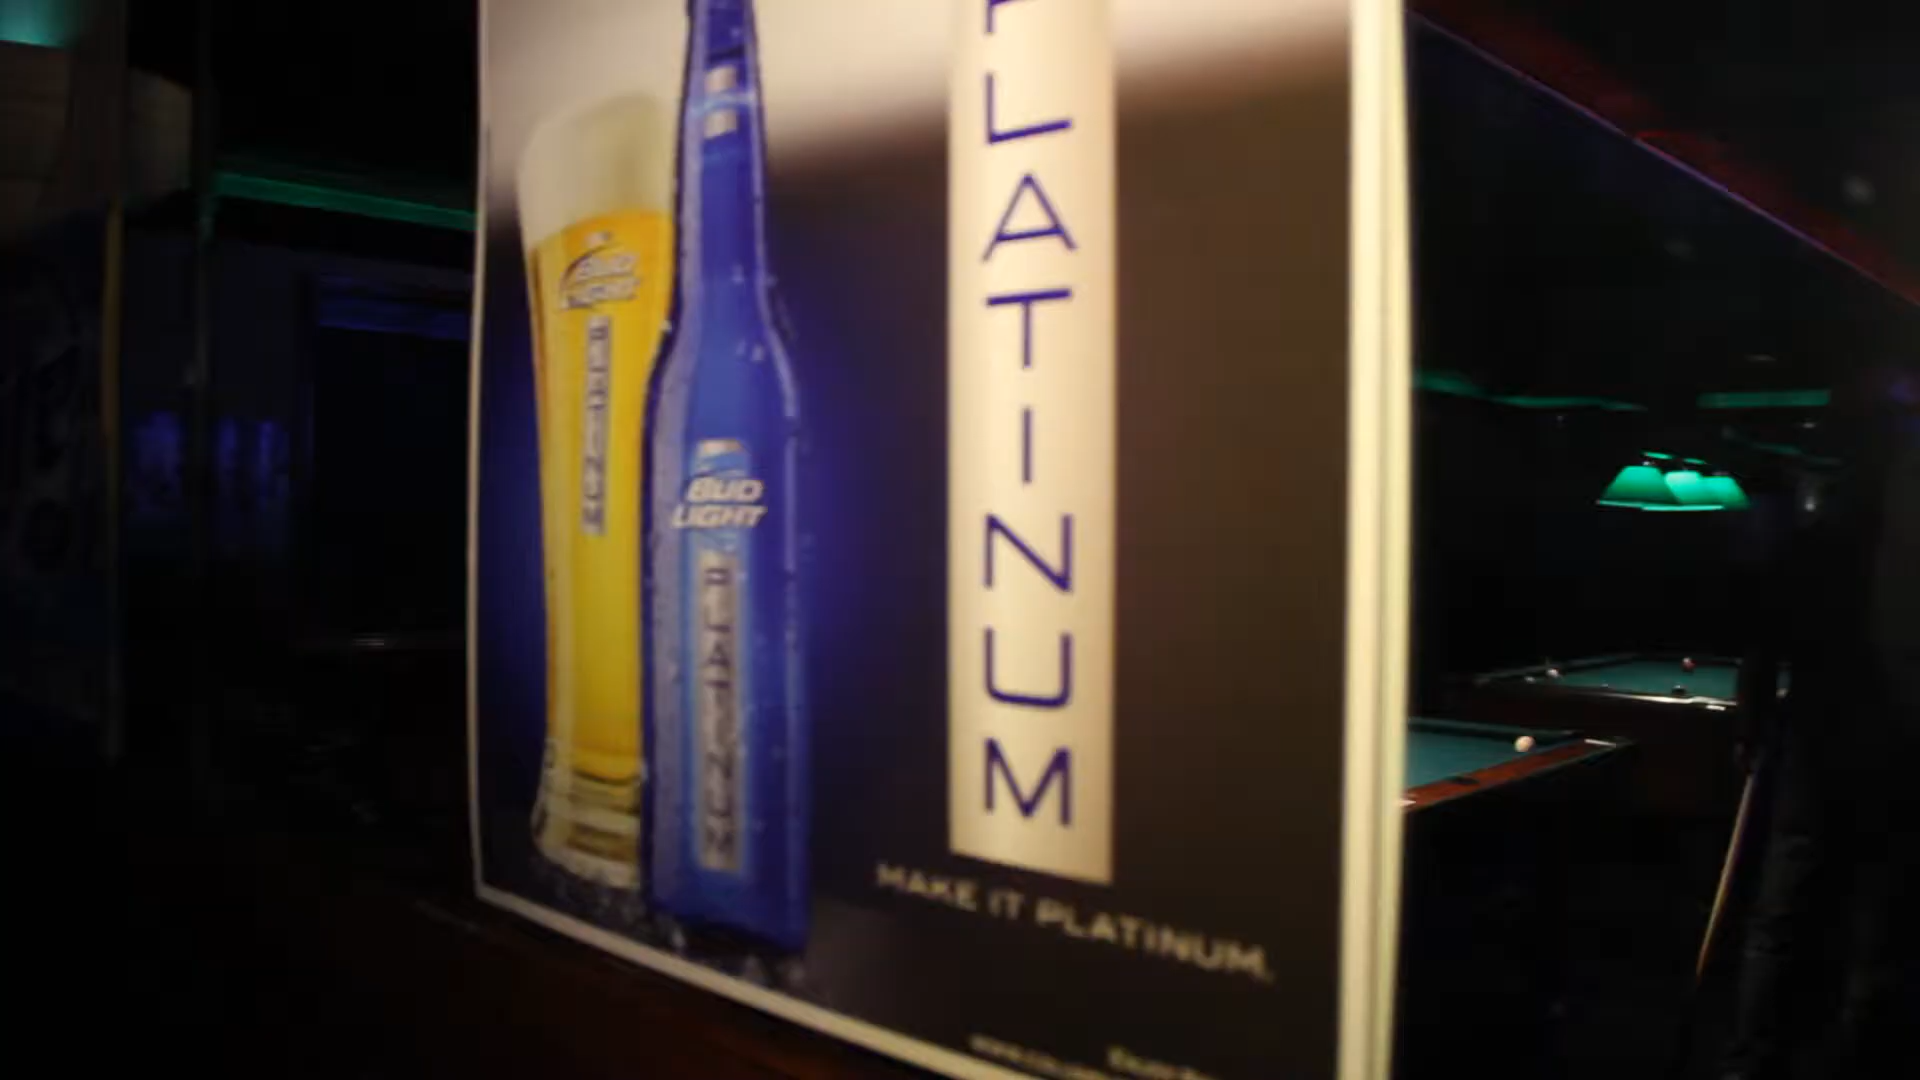 BUD
LIGHT
PLATINUM
BUD
LIGHT
PLATINUM
PLATINUM
MAKE IT PLATINUM.